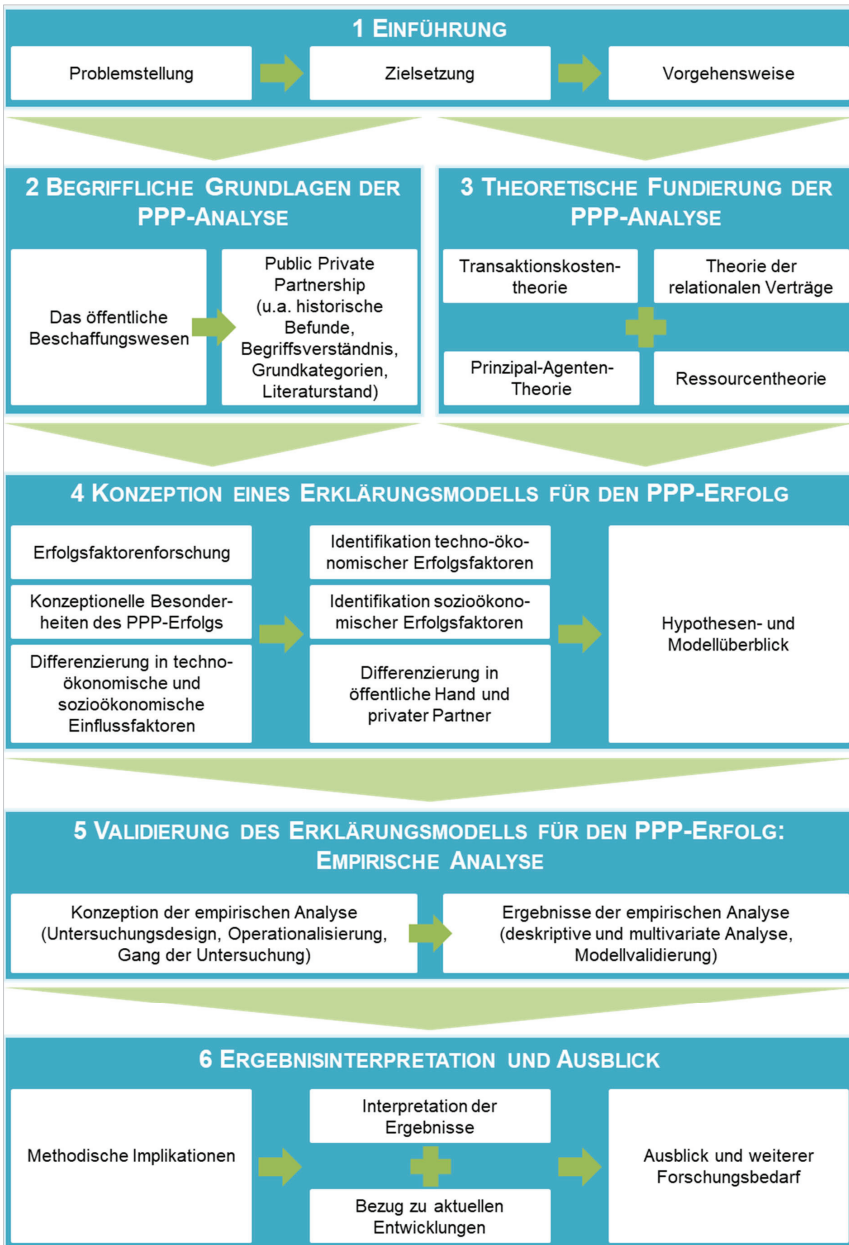 1 EINFÜHRUNG
Problemstellung
Zielsetzung
Vorgehensweise
2 BEGRIFFLICHE GRUNDLAGEN DER
PPP-ANALYSE
Das öffentliche
Beschaffungswesen
Public Private
Partnership
(u.a. historische
Befunde,
Begriffsverständnis,
Grundkategorien,
Literaturstand)
3 THEORETISCHE FUNDIERUNG DER
PPP-ANALYSE
Transaktionskosten-
theorie
Theorie der
relationalen Verträge
Prinzipal-Agenten-
Theorie
Ressourcentheorie
4 KONZEPTION EINES ERKLÄRUNGSMODELLS FÜR DEN PPP-ERFOLG
Erfolgsfaktorenforschung
Konzeptionelle Besonder-
heiten des PPP-Erfolgs
Differenzierung in techno-
ökonomische und
sozioökonomische
Einflussfaktoren
Identifikation techno-öko-
nomischer Erfolgsfaktoren
Identifikation sozioökono-
mischer Erfolgsfaktoren
Differenzierung in
öffentliche Hand und
privater Partner
Hypothesen- und
Modellüberblick
5 VALIDIERUNG DES ERKLÄRUNGSMODELLS FÜR DEN PPP-ERFOLG:
EMPIRISCHE ANALYSE
Konzeption der empirischen Analyse
(Untersuchungsdesign, Operationalisierung,
Gang der Untersuchung)
Ergebnisse der empirischen Analyse
(deskriptive und multivariate Analyse,
Modellvalidierung)
6 ERGEBNISINTERPRETATION UND AUSBLICK
Methodische Implikationen
Interpretation der
Ergebnisse
Bezug zu aktuellen
Entwicklungen
Ausblick und weiterer
Forschungsbedarf